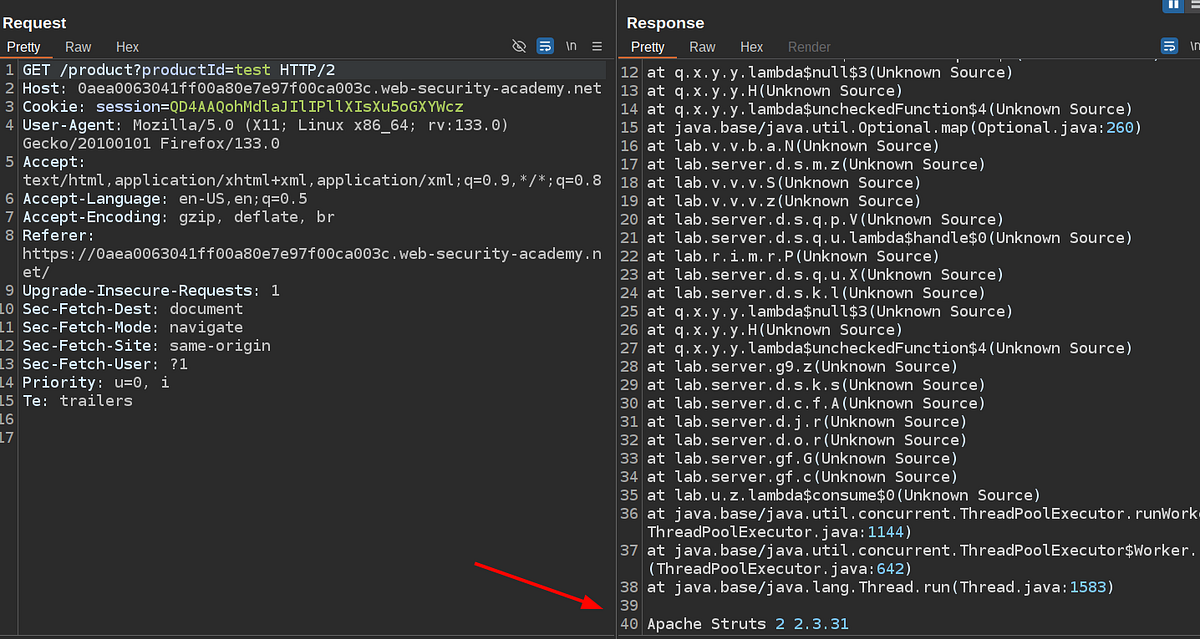 Request
Pretty Raw Hex
\n
1 GET /product?productId=test HTTP/2
2 Host: 0aea0063041ff00a80e7e97f00ca003c.web-security-academy.net
3 Cookie: session=QD4AAQohMdlaJIlIPllXIsXu5oGXYWcz
4 User-Agent: Mozilla/5.0 (X11; Linux x86_64; rv:133.0)
Gecko/20100101 Firefox/133.0
5 Accept:
text/html,application/xhtml+xml,application/xml;q=0.9,*/*;q=0.8
6 Accept-Language: en-US,en;q=0.5
7 Accept-Encoding: gzip, deflate, br
8 Referer:
https://0aea0063041ff00a80e7e97f00ca003c.web-security-academy.n
et/
9 Upgrade-Insecure-Requests: 1
10 Sec-Fetch-Dest: document
11 Sec-Fetch-Mode: navigate
12 Sec-Fetch-Site: same-origin
13 Sec-Fetch-User: ?1
14 Priority: u=0, i
15 Te: trailers
16
17
Response
Pretty Raw Hex Render
\n
12 at q.x.y.y.lambda$null$3(Unknown Source)
13 at q.x.y.y.H(Unknown Source)
14 at q.x.y.y.lambda$uncheckedFunction$4(Unknown Source)
15 at java.base/java.util.Optional.map(Optional.java:260)
16 at lab.v.v.b.a.N(Unknown Source)
17 at lab.server.d.s.m.z(Unknown Source)
18 at lab.v.v.v.S(Unknown Source)
19 at lab.v.v.v.z(Unknown Source)
20 at lab.server.d.s.q.p.V(Unknown Source)
21 at lab.server.d.s.q.u.lambda$handle$0(Unknown Source)
22 at lab.r.i.m.r.P(Unknown Source)
23 at lab.server.d.s.q.u.X(Unknown Source)
24 at lab.server.d.s.k.l(Unknown Source)
25 at q.x.y.y.lambda$null$3(Unknown Source)
26 at q.x.y.y.H(Unknown Source)
27 at q.x.y.y.lambda$uncheckedFunction$4(Unknown Source)
28 at lab.server.g9.z(Unknown Source)
29 at lab.server.d.s.k.s(Unknown Source)
30 at lab.server.d.c.f.A(Unknown Source)
31 at lab.server.d.j.r(Unknown Source)
32 at lab.server.d.o.r(Unknown Source)
33 at lab.server.gf.G(Unknown Source)
34 at lab.server.gf.c(Unknown Source)
35 at lab.u.z.lambda$consume$0(Unknown Source)
36 at java.base/java.util.concurrent.ThreadPoolExecutor.runWork
ThreadPoolExecutor.java:1144)
37 at java.base/java.util.concurrent.ThreadPoolExecutor$Worker.
(ThreadPoolExecutor.java:642)
38 at java.base/java.lang.Thread.run(Thread.java:1583)
39
40 Apache Struts 2 2.3.31